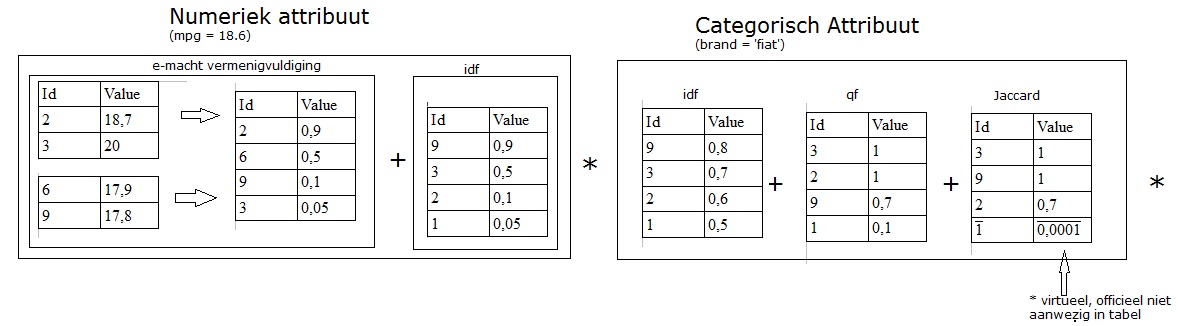 Numeriek attribuut
(mpg = 18.6)
e-macht vermenigvuldiging
Id Value
2 18,7
3 20
6 17,9
9 17,8
Id Value
2 0,9
6 0,5
9 0,1
3 0,05
+
idf
Id Value
9 0,9
3 0,5
2 0,1
1 0,05
*
Categorisch Attribuut
(brand = 'fiat')
idf
Id Value
9 0,8
3 0,7
2 0,6
1 0,5
+
qf
Id Value
3 1
2 1
9 0,7
1 0,1
+
Jaccard
Id Value
3 1
9 1
2 0,7
1 0,0001
*
* virtueel, officieel niet
aanwezig in tabel